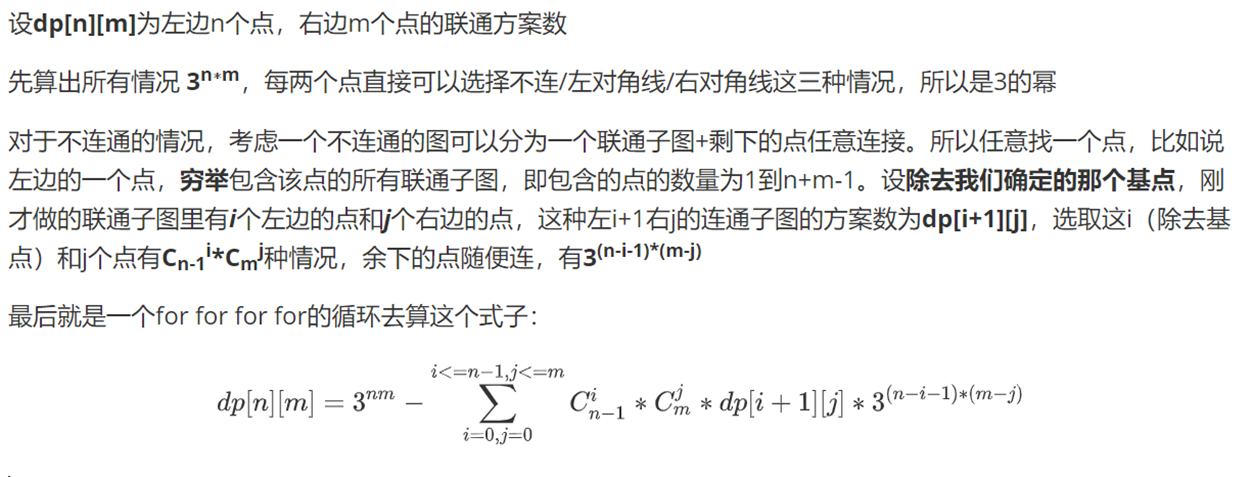 设dp[n][m]为左边n个点，右边m个点的联通方案数
先算出所有情况 3^{n*m}，每两个点直接可以选择不连/左对角线/右对角线这三种情况，所以是3的幂
对于不连通的情况，考虑一个不连通的图可以分为一个联通子图+剩下的点任意连接。所以任意找一个点，比如说
左边的一个点，穷举包含该点的所有联通子图，即包含的点的数量为1到n+m-1。设除去我们确定的那个基点，刚
才做的联通子图里有i个左边的点和j个右边的点，这种左i+1右j的连通子图的方案数为dp[i+1][j]，选取这i（除去基
点）和j个点有C_{n-1}^{i}*C_{m}^{j}种情况，余下的点随便连，有3^{(n-i-1)*(m-j)}
最后就是一个for for for for的循环去算这个式子：
dp[n][m] = 3^{nm} − \sum_{i=0,j=0}^{i<=n−1,j<=m} C_{n−1}^{i} * C_{m}^{j} * dp[i + 1][j] * 3^{(n−i−1)*(m−j)}